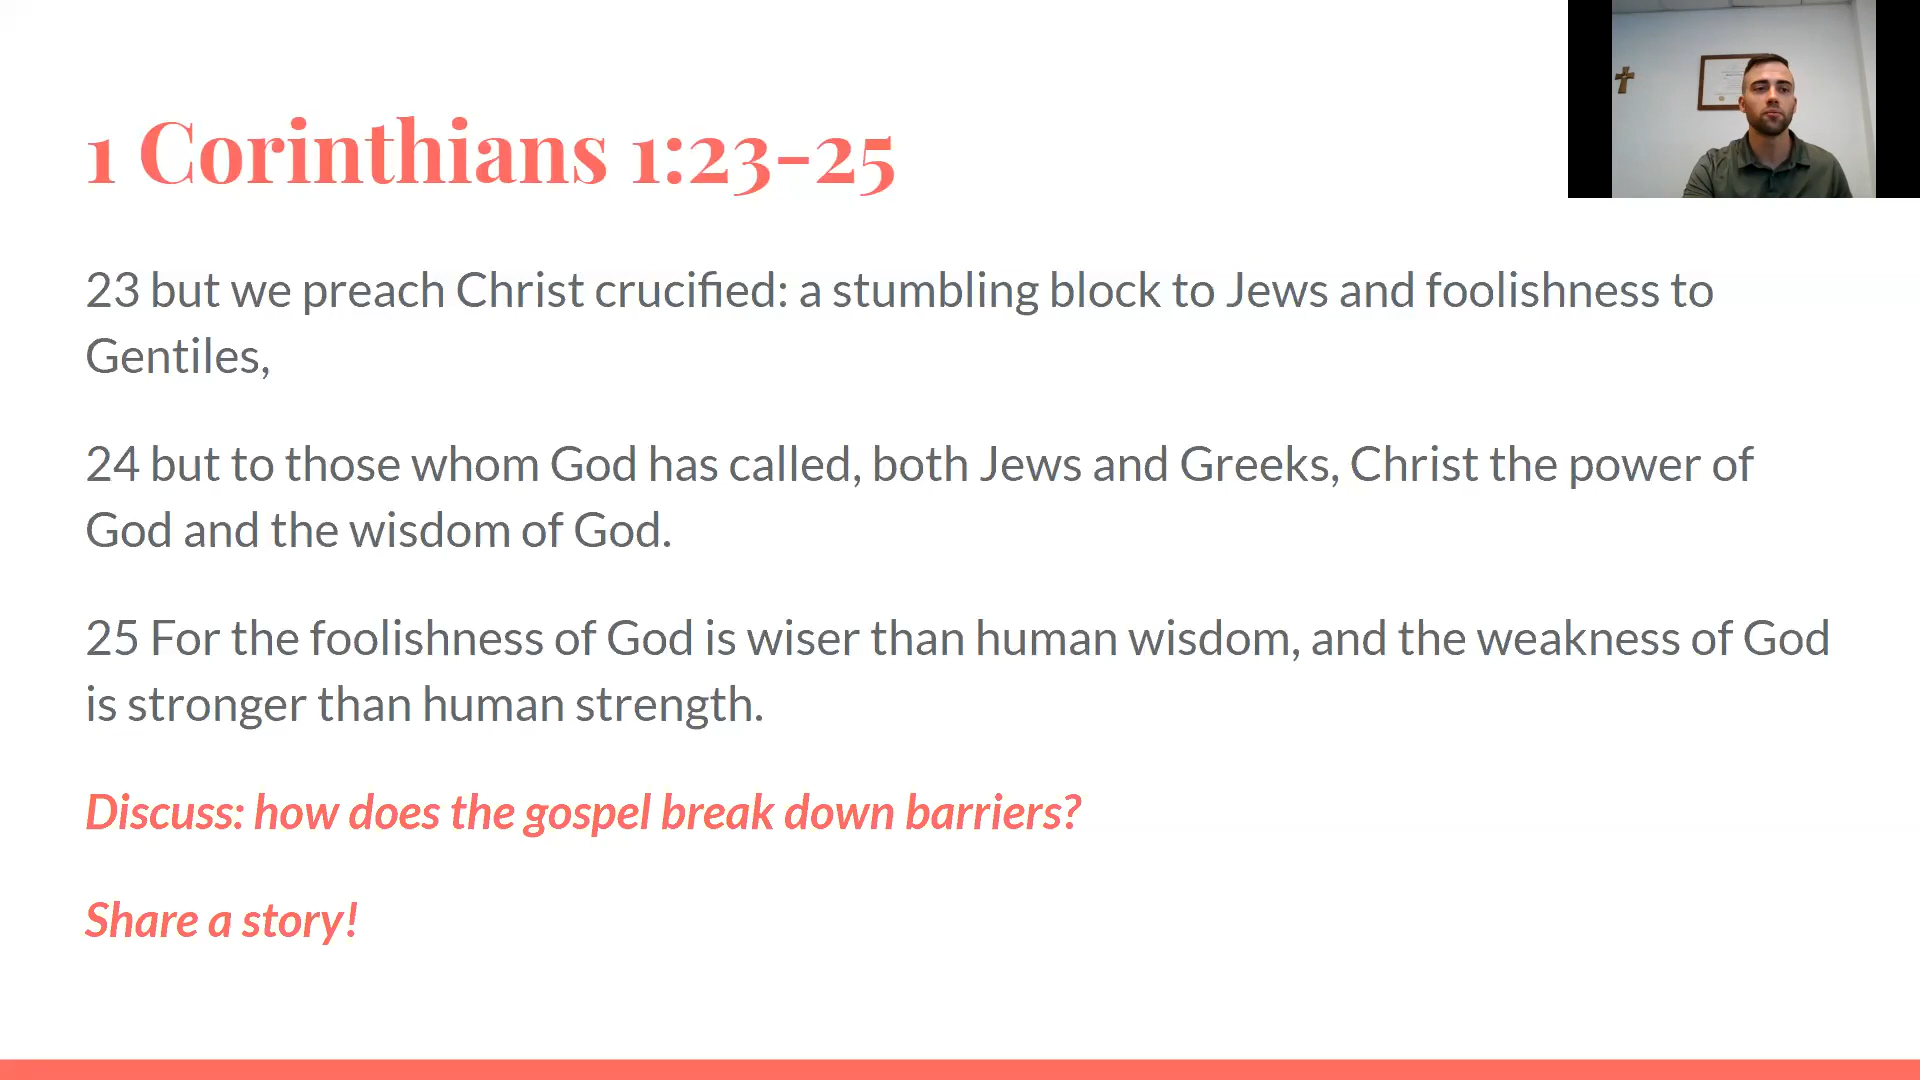 1 Corinthians 1:23-25
23 but we preach Christ crucified: a stumbling block to Jews and foolishness to
Gentiles,
24 but to those whom God has called, both Jews and Greeks, Christ the power of
God and the wisdom of God.
25 For the foolishness of God is wiser than human wisdom, and the weakness of God
is stronger than human strength.
Discuss: how does the gospel break down barriers?
Share a story!